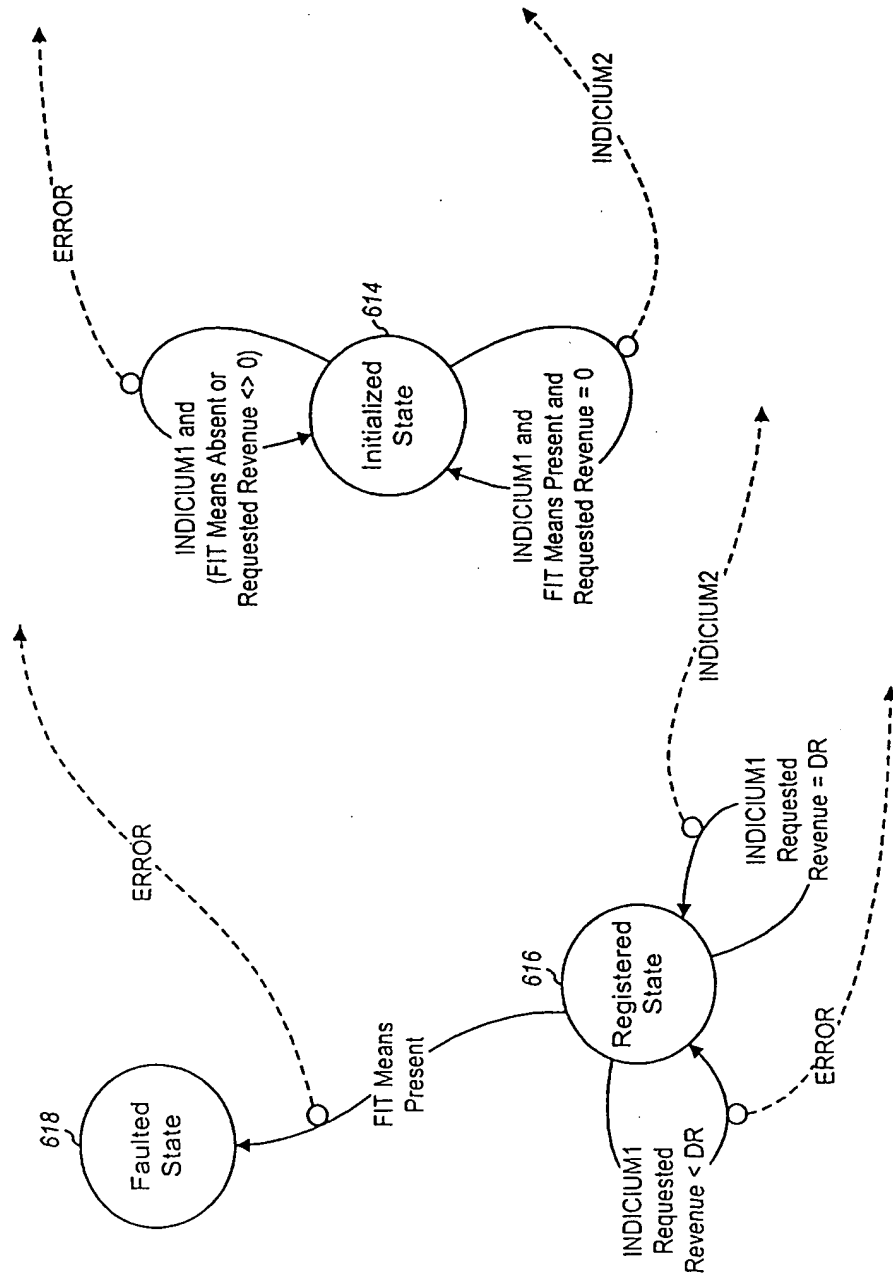 ERROR
614
INDICIUM1 and
(FIT Means Absent or
Requested Revenue <> 0)
Initialized
State
INDICIUM1 and
FIT Means Present and
Requested Revenue = 0
INDICIUM2
ERROR
618
Faulted
State
FIT Means
Present
616
Registered
State
INDICIUM2
INDICIUM1
Requested
Revenue = DR
INDICIUM1
Requested
Revenue < DR
ERROR